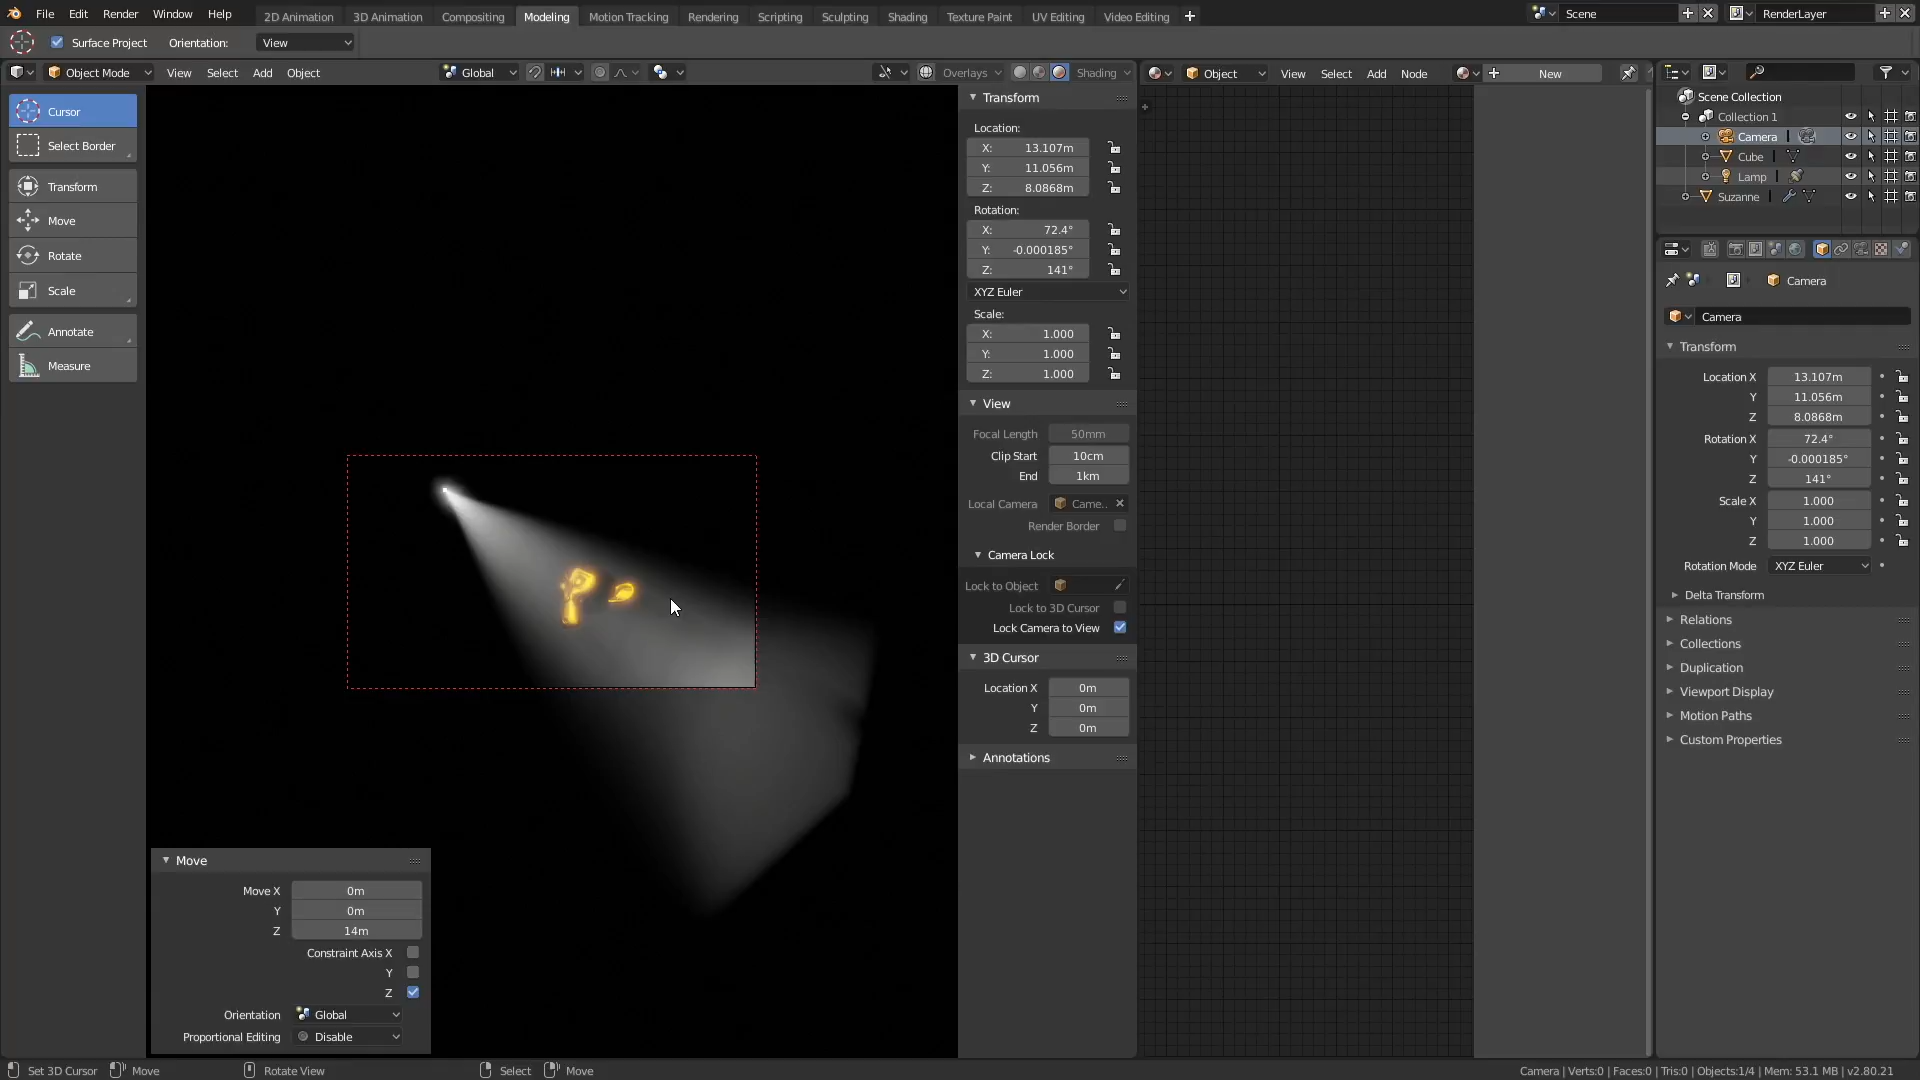 File Edit Render Window Help 2D Animation 3D Animation Compositing Modeling Motion Tracking Rendering Scripting Sculpting Shading Texture Paint UV Editing Video Editing Scene RenderLayer
Surface Project Orientation: View
Object Mode View Select Add Object Global Overlays Shading
Object View Select Add Node New
Cursor
Select Border
Transform
Move
Rotate
Scale
Annotate
Measure
Transform
Location:
X: 13.107m
Y: 11.056m
Z: 8.0868m
Rotation:
X: 72.4°
Y: -0.000185°
Z: 141°
XYZ Euler
Scale:
X: 1.000
Y: 1.000
Z: 1.000
View
Focal Length 50mm
Clip Start 10cm
End 1km
Local Camera Came..
Render Border
Camera Lock
Lock to Object
Lock to 3D Cursor
Lock Camera to View
3D Cursor
Location X 0m
Y 0m
Z 0m
Annotations
Move
Move X 0m
Y 0m
Z 14m
Constraint Axis X
Y
Z
Orientation Global
Proportional Editing Disable
Scene Collection
Collection 1
Camera
Cube
Lamp
Suzanne
Camera
Camera
Transform
Location X 13.107m
Y 11.056m
Z 8.0868m
Rotation X 72.4°
Y -0.000185°
Z 141°
Scale X 1.000
Y 1.000
Z 1.000
Rotation Mode XYZ Euler
Delta Transform
Relations
Collections
Duplication
Viewport Display
Motion Paths
Custom Properties
Set 3D Cursor Move Rotate View Select Move Camera | Verts:0 | Faces:0 | Tris:0 | Objects:1/4 | Mem: 53.1 MB | v2.80.21